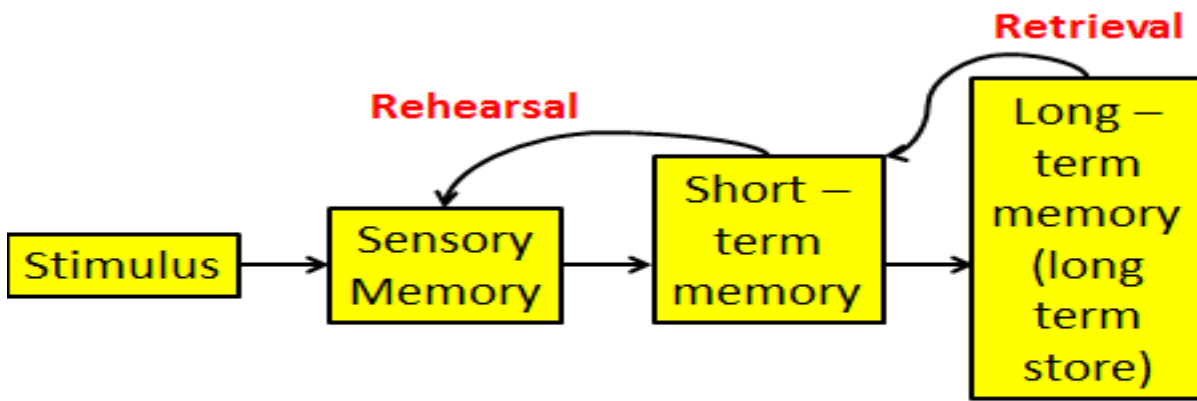 Retrieval
Rehearsal
Stimulus
Sensory
Memory
Short –
term
memory
Long –
term
memory
(long
term
store)